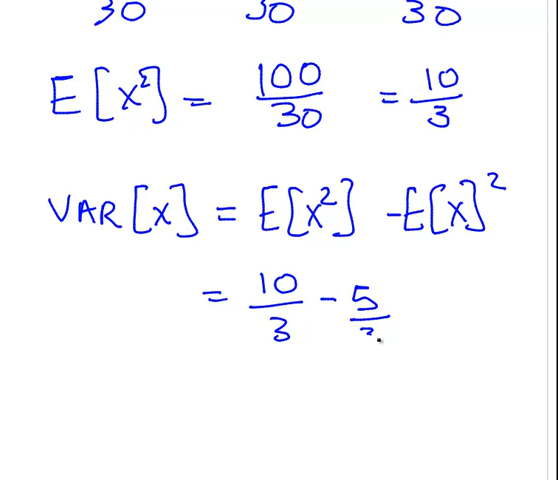 30 30 30
E[x²] = 100/30 = 10/3
VAR[x] = E[x²] - E[x]²
= 10/3 - 5/